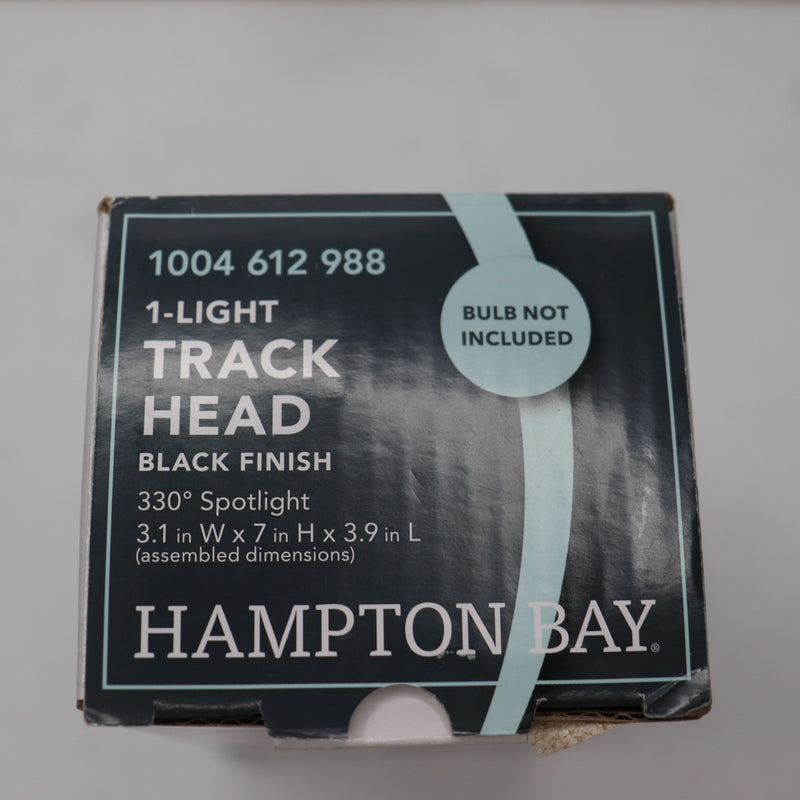 1004 612 988
1-LIGHT
TRACK
HEAD
BLACK FINISH
330° Spotlight
3.1 in W x 7 in H x 3.9 in L
(assembled dimensions)
BULB NOT
INCLUDED
HAMPTON BAY®